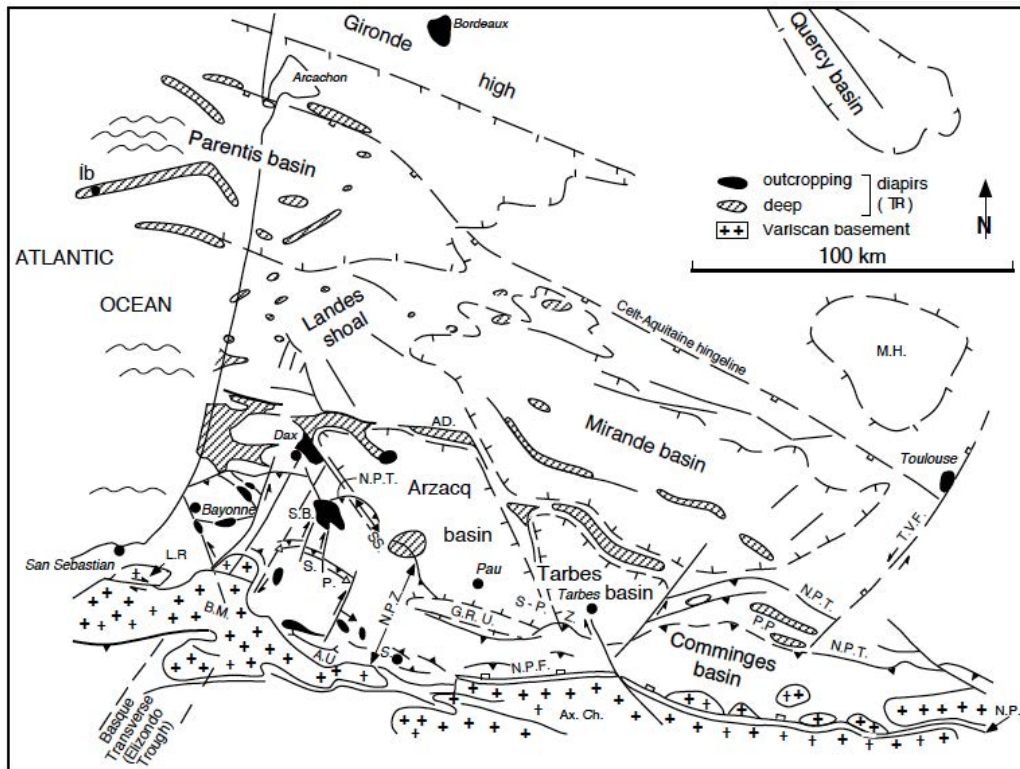 Gironde
Bordeaux
high
Quercy basin
Arcachon
Parentis basin
Íb
outcropping
deep
diapirs
(TR)
Variscan basement
N
100 km
ATLANTIC
OCEAN
Landes
shoal
Celt-Aquitaine hingeline
M.H.
AD.
Mirande basin
Dax
N.P.T.
Arzacq
basin
Toulouse
Bayonne
S.B.
SS
T.V.F.
San Sebastian
L.R
S.
P.
Pau
Tarbes
basin
Tarbes
S - P. Z.
N.P.T.
B.M.
N.P.Z.
G.R.U.
P.P.
N.P.T.
Comminges
basin
A.U
S.
N.P.F.
Ax. Ch.
N.P.
Basque
Transverse
(Elizondo
Trough)